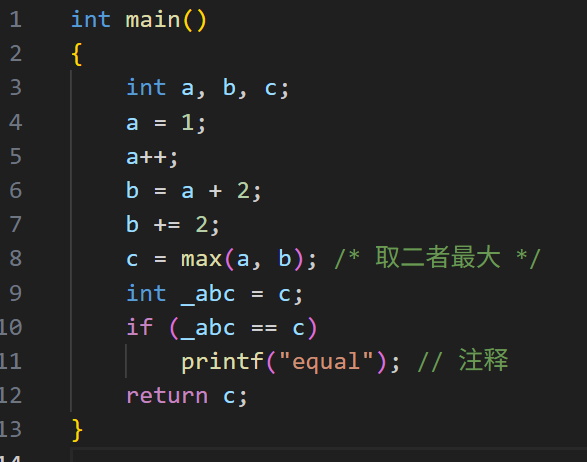 1 int main()
2 {
3     int a, b, c;
4     a = 1;
5     a++;
6     b = a + 2;
7     b += 2;
8     c = max(a, b); /* 取二者最大 */
9     int _abc = c;
10     if (_abc == c)
11         printf("equal"); // 注释
12     return c;
13 }
14